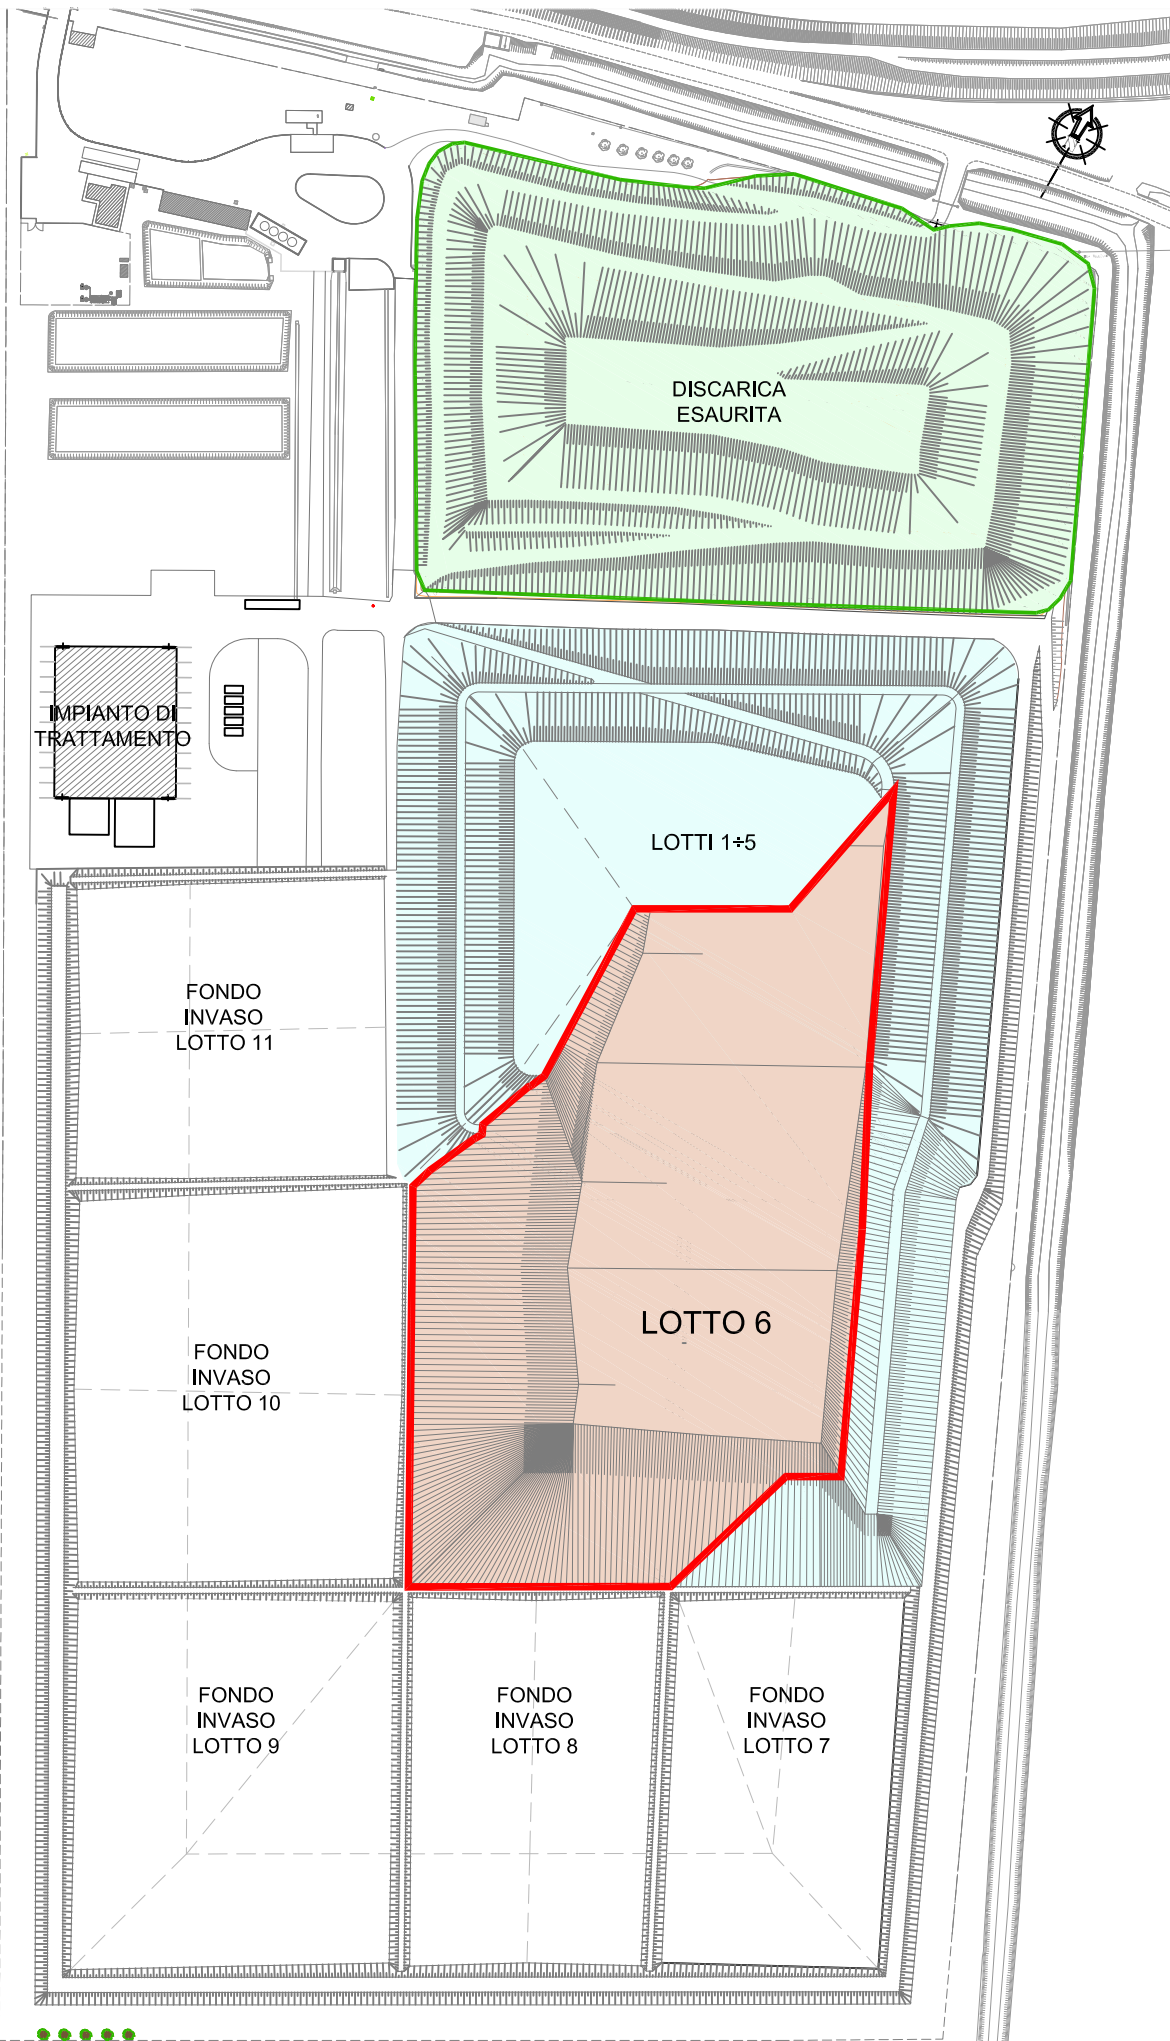 DISCARICA
ESAURITA
IMPIANTO DI
TRATTAMENTO
LOTTI 1÷5
FONDO
INVASO
LOTTO 11
LOTTO 6
FONDO
INVASO
LOTTO 10
FONDO
INVASO
LOTTO 9
FONDO
INVASO
LOTTO 8
FONDO
INVASO
LOTTO 7